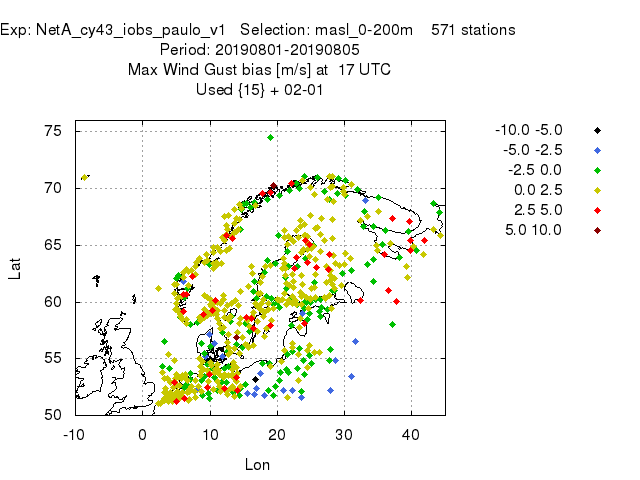 Exp: NetA_cy43_iobs_paulo_v1 Selection: masl_0-200m 571 stations
Period: 20190801-20190805
Max Wind Gust bias [m/s] at 17 UTC
Used {15} + 02-01
75
70
65
60
55
50
Lat
-10 0 10 20 30 40
Lon
-10.0 -5.0
-5.0 -2.5
-2.5 0.0
0.0 2.5
2.5 5.0
5.0 10.0